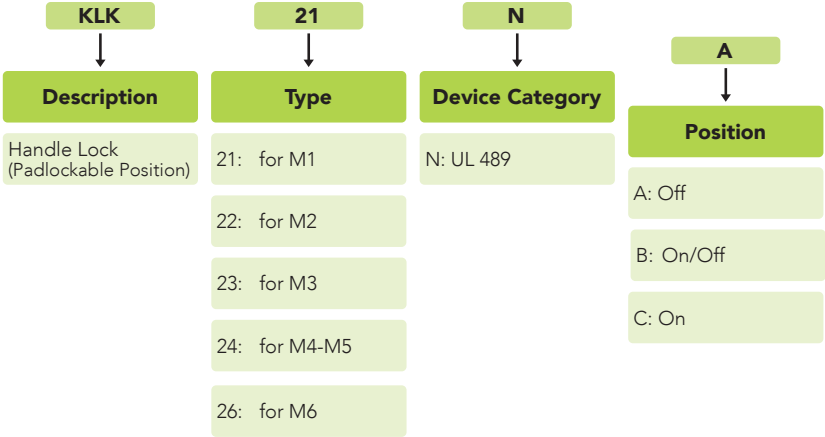 KLK
21
N
A
Description
Type
Device Category
Position
Handle Lock
(Padlockable Position)
21: for M1
22: for M2
23: for M3
24: for M4-M5
26: for M6
N: UL 489
A: Off
B: On/Off
C: On